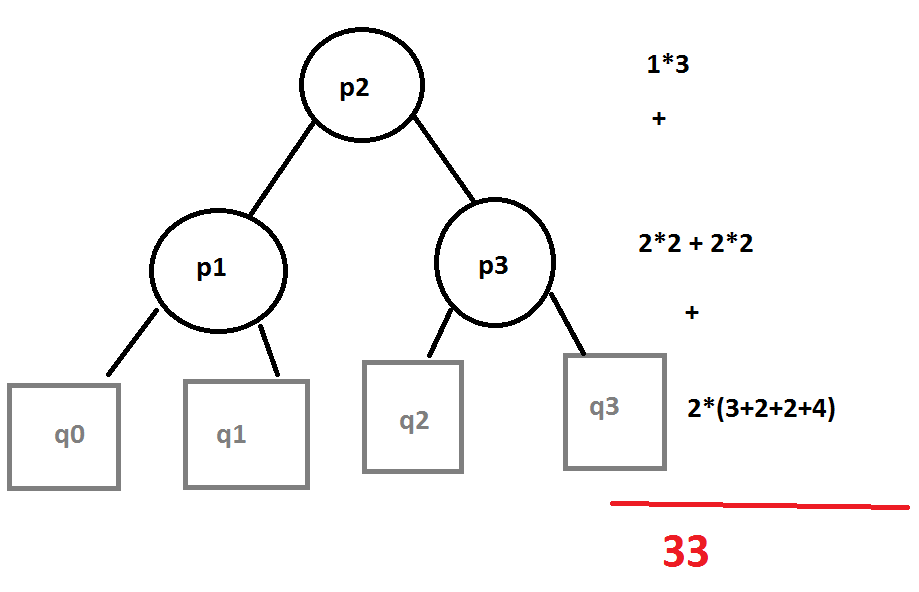 p2
1*3
+
p1
p3
2*2 + 2*2
+
q0
q1
q2
q3
2*(3+2+2+4)
33